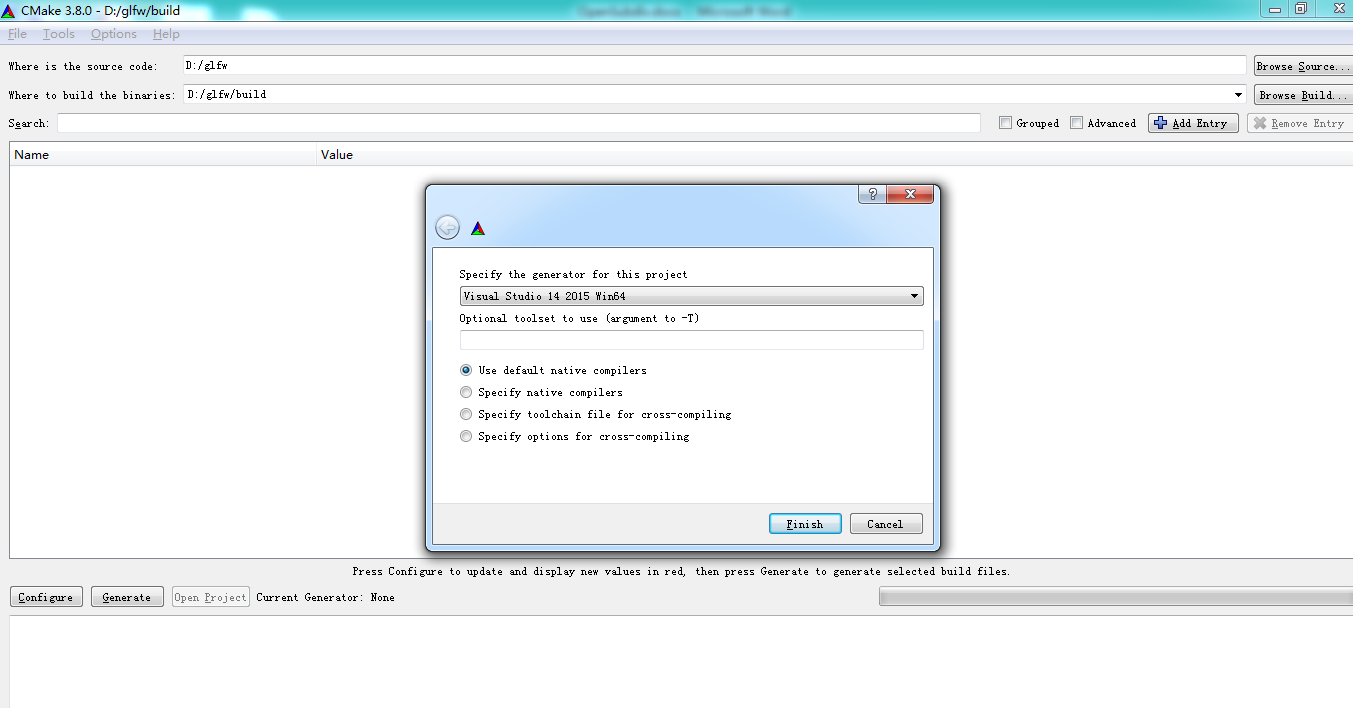 CMake 3.8.0 - D:/glfw/build
OpenSubdiv.docx - Microsoft Word
File Tools Options Help
Where is the source code: D:/glfw Browse Source...
Where to build the binaries: D:/glfw/build Browse Build...
Search: Grouped Advanced Add Entry Remove Entry
Name Value
?
Specify the generator for this project
Visual Studio 14 2015 Win64
Optional toolset to use (argument to -T)
Use default native compilers
Specify native compilers
Specify toolchain file for cross-compiling
Specify options for cross-compiling
Finish Cancel
Press Configure to update and display new values in red, then press Generate to generate selected build files.
Configure Generate Open Project Current Generator: None